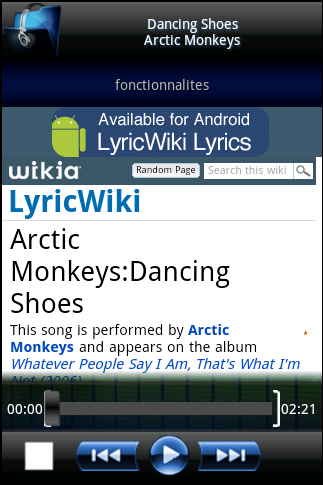 Dancing Shoes
Arctic Monkeys
fonctionnalites
Available for Android
LyricWiki Lyrics
wikia Random Page Search this wiki
LyricWiki
Arctic
Monkeys:Dancing
Shoes
This song is performed by Arctic
Monkeys and appears on the album
Whatever People Say I Am, That's What I'm
Not (2006)
00:00 02:21